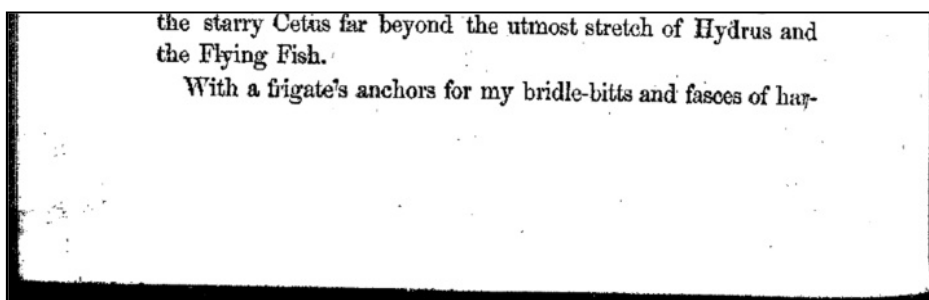 the starry Cetus far beyond the utmost stretch of Hydrus and
the Flying Fish.
With a frigate's anchors for my bridle-bitts and fasces of har-